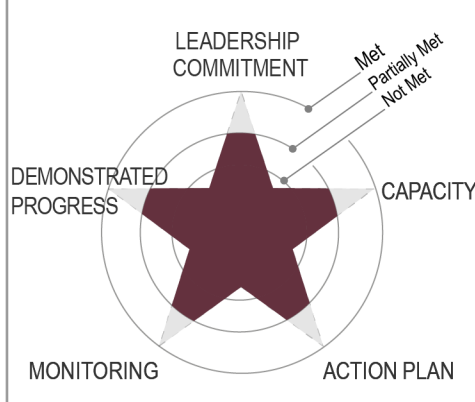 LEADERSHIP
COMMITMENT
Met
Partially Met
Not Met
DEMONSTRATED
PROGRESS
CAPACITY
MONITORING
ACTION PLAN